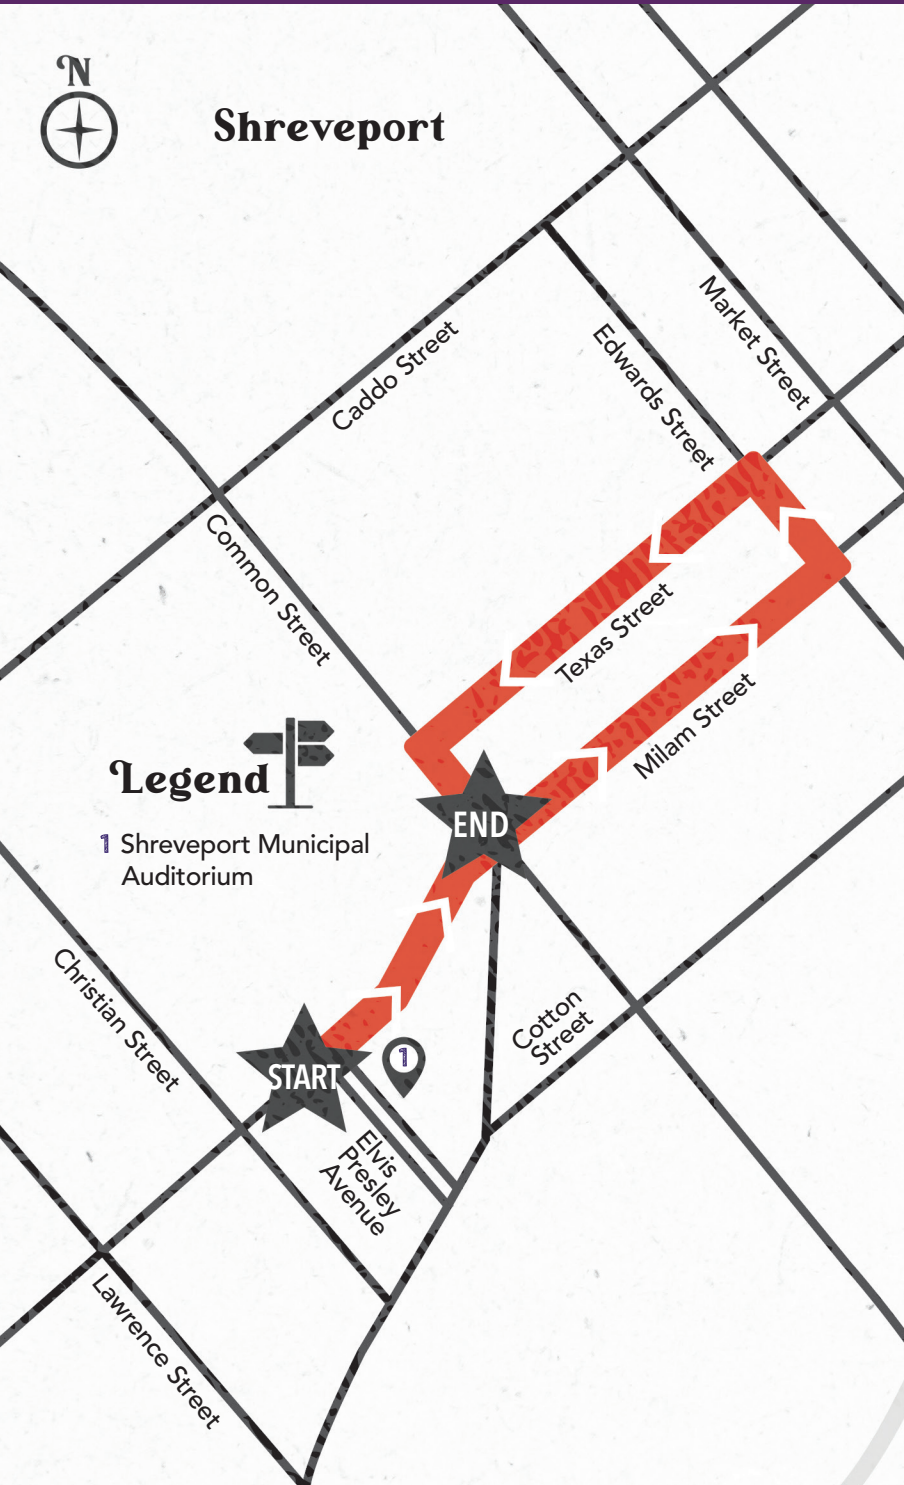 N
Shreveport
Market Street
Edwards Street
Caddo Street
Common Street
Texas Street
Milam Street
Legend
1 Shreveport Municipal
Auditorium
END
Christian Street
Cotton
Street
1
START
Elvis
Presley
Avenue
Lawrence Street